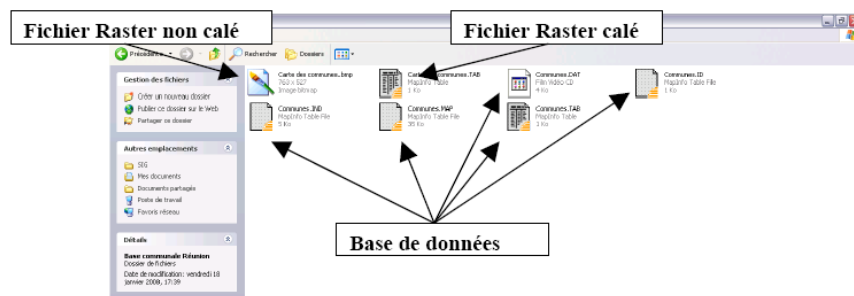 Fichier Raster non calé
Fichier Raster calé
Précédente
Rechercher
Dossiers
Gestion des fichiers
Créer un nouveau dossier
Publier ce dossier sur le Web
Partager ce dossier
Autres emplacements
SIG
Mes documents
Documents partagés
Poste de travail
Favoris réseau
Détails
Base communale Réunion
Dossier de fichiers
Date de modification: vendredi 18
janvier 2008, 17:39
Carte des communes.bmp
763 x 527
Image bitmap
communes.TAB
MapInfo Table
1 Ko
Communes.DAT
Film Vidéo CD
4 Ko
Communes.ID
MapInfo Table File
1 Ko
Communes.IND
MapInfo Table File
5 Ko
Communes.MAP
MapInfo Table File
35 Ko
Communes.TAB
MapInfo Table
1 Ko
Base de données